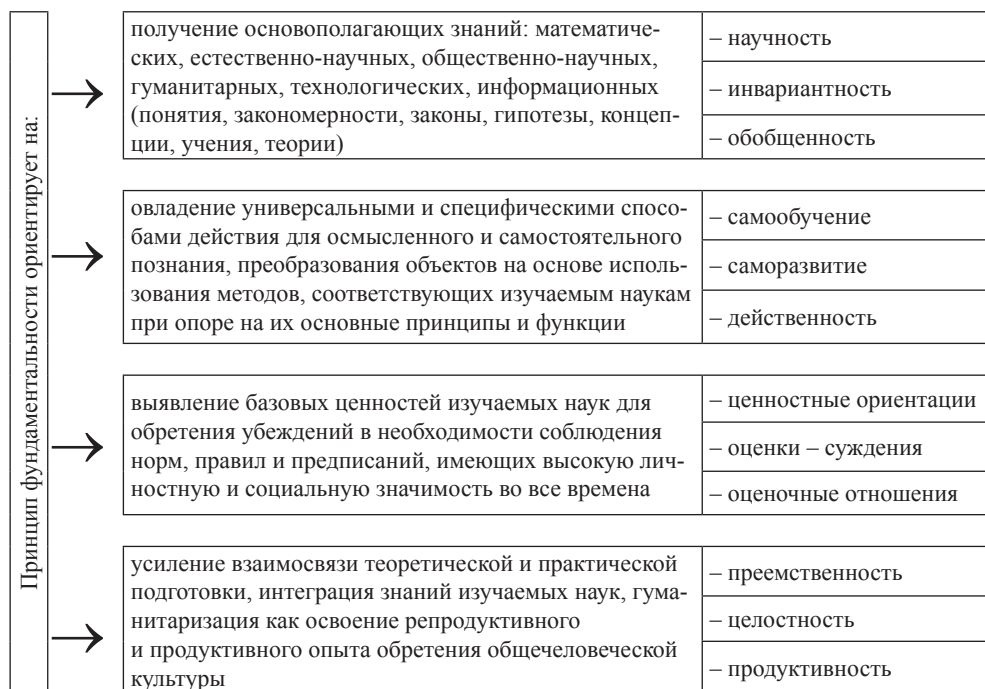 Принцип фундаментальности ориентирует на:
получение основополагающих знаний: математиче-
ских, естественно-научных, общественно-научных,
гуманитарных, технологических, информационных
(понятия, закономерности, законы, гипотезы, концеп-
ции, учения, теории)
– научность
– инвариантность
– обобщенность
овладение универсальными и специфическими спосо-
бами действия для осмысленного и самостоятельного
познания, преобразования объектов на основе исполь-
зования методов, соответствующих изучаемым наукам
при опоре на их основные принципы и функции
– самообучение
– саморазвитие
– действенность
выявление базовых ценностей изучаемых наук для
обретения убеждений в необходимости соблюдения
норм, правил и предписаний, имеющих высокую лич-
ностную и социальную значимость во все времена
– ценностные ориентации
– оценки – суждения
– оценочные отношения
усиление взаимосвязи теоретической и практической
подготовки, интеграция знаний изучаемых наук, гума-
нитаризация как освоение репродуктивного
и продуктивного опыта обретения общечеловеческой
культуры
– преемственность
– целостность
– продуктивность